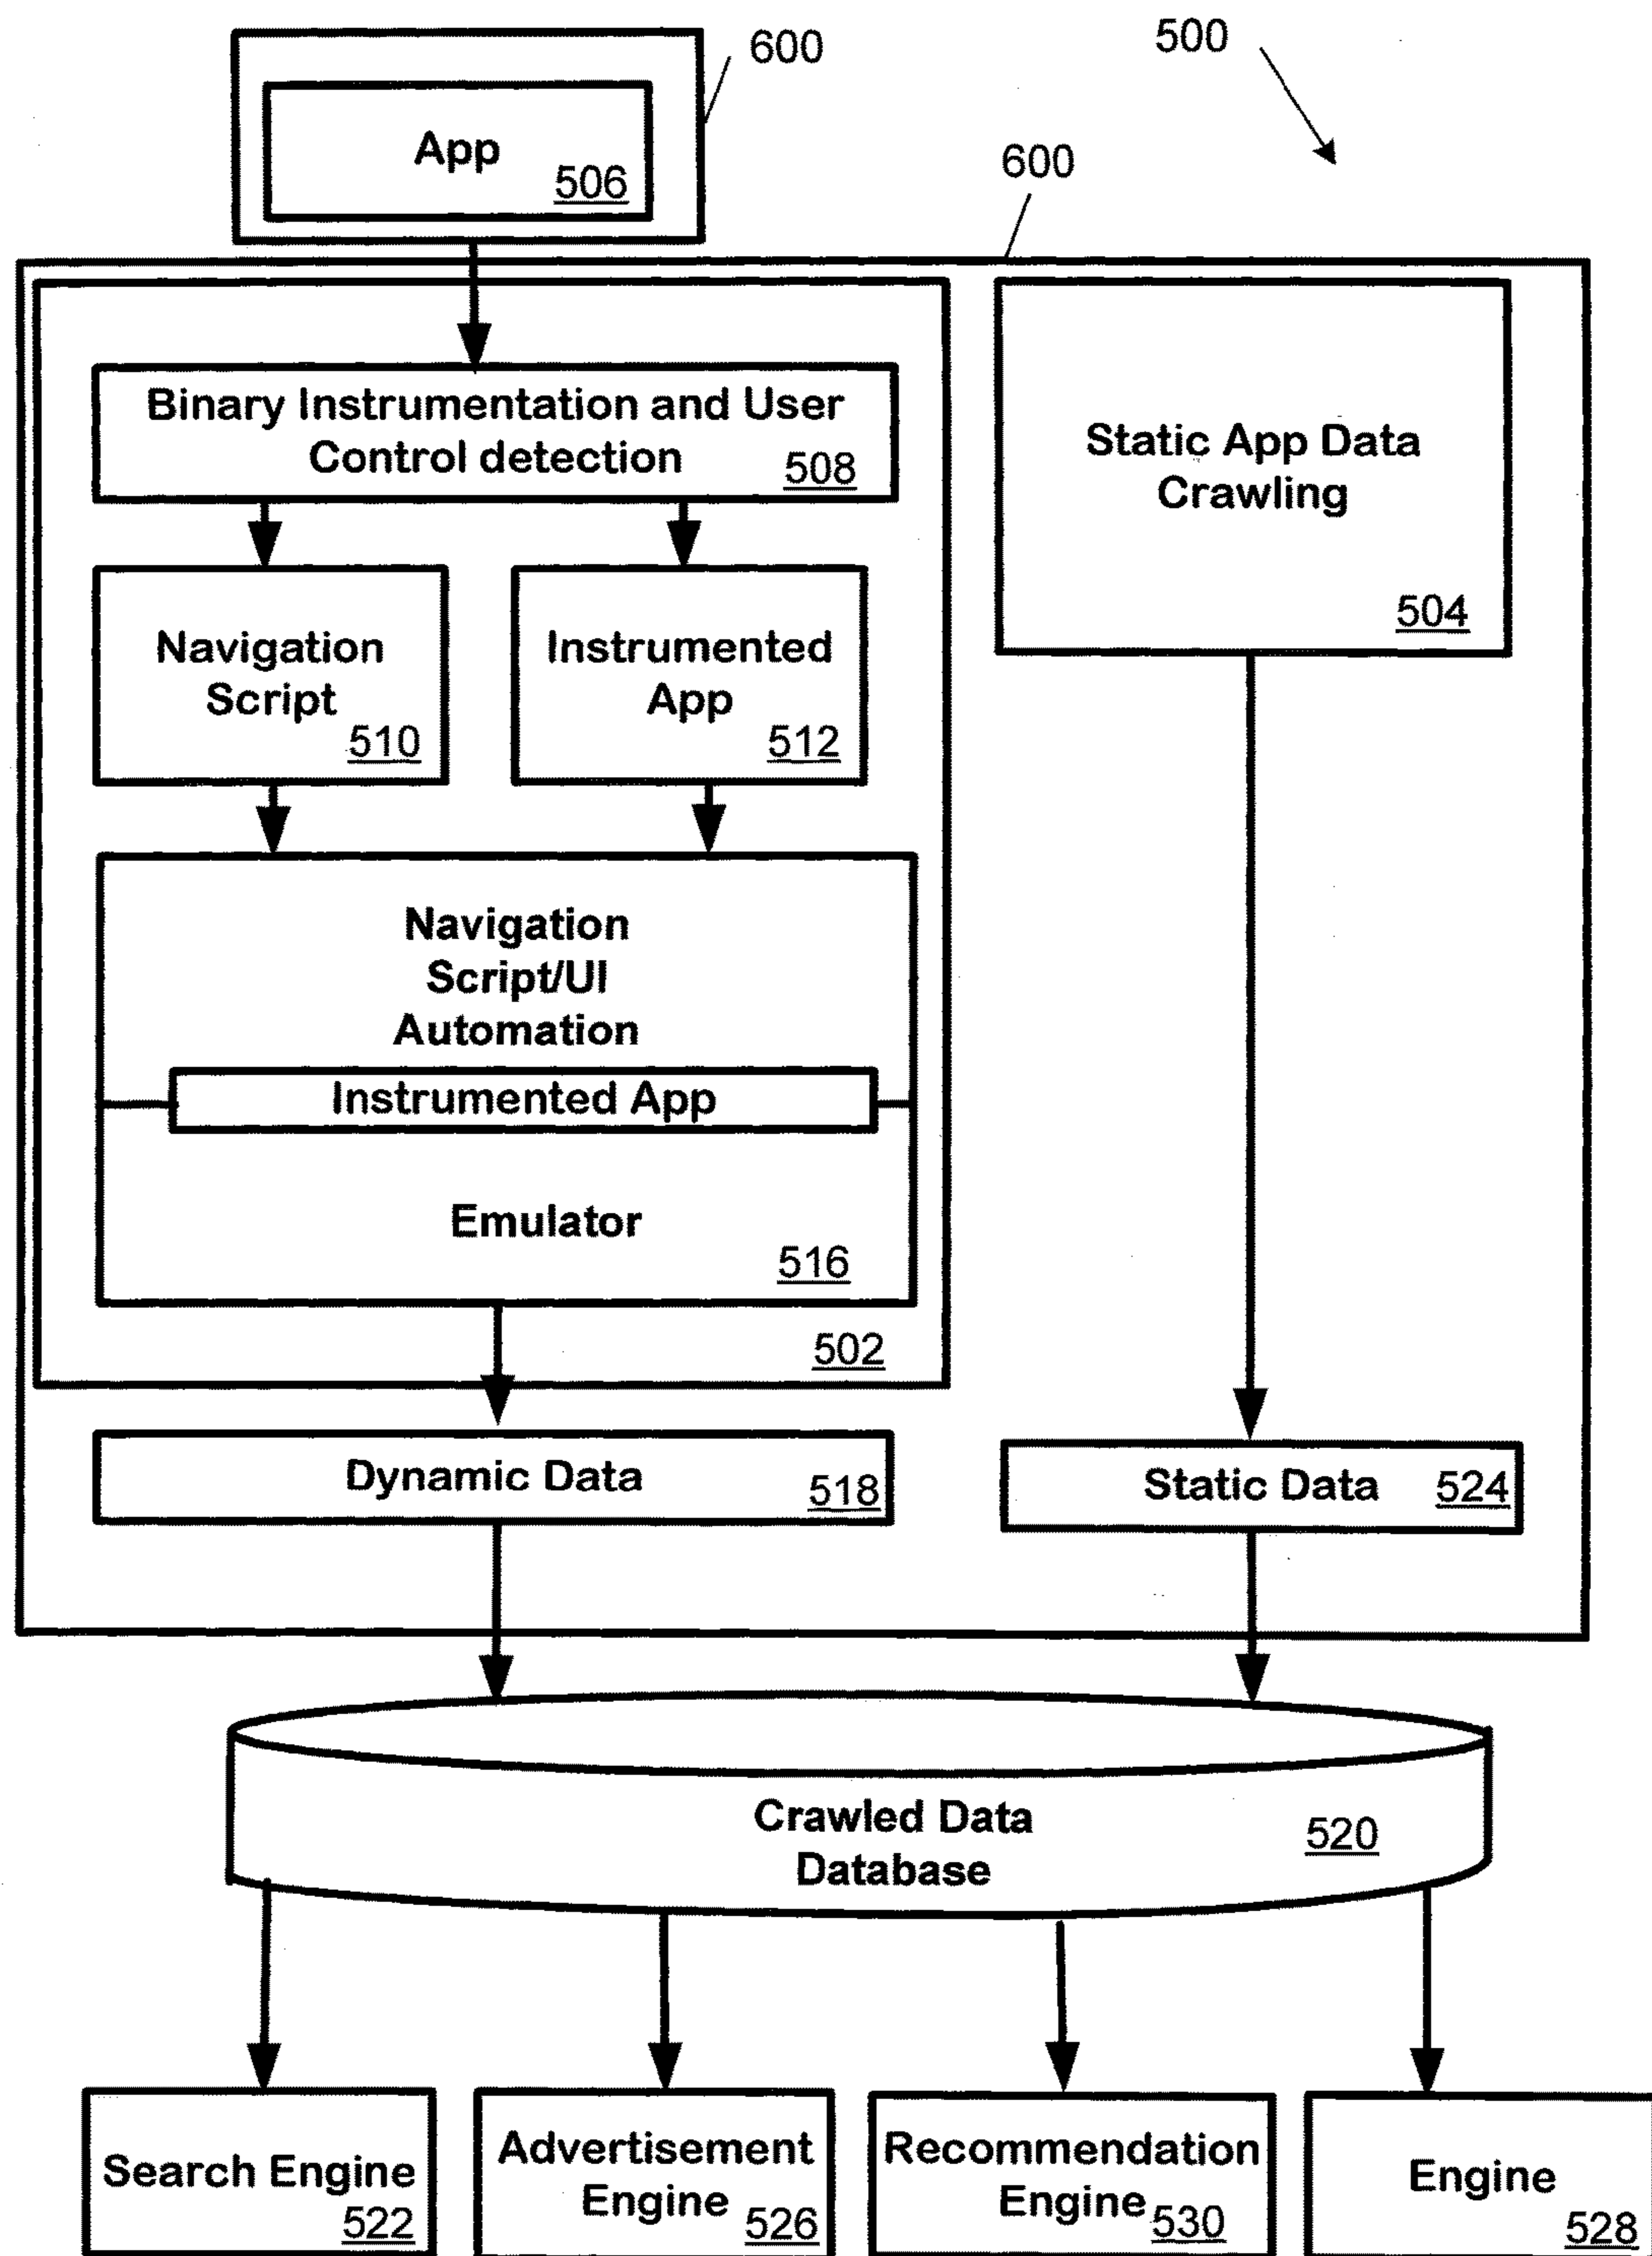 600
500
App
506
600
Binary Instrumentation and User
Control detection
508
Static App Data
Crawling
504
Navigation
Script
510
Instrumented
App
512
Navigation
Script/UI
Automation
Instrumented App
Emulator
516
502
Dynamic Data
518
Static Data
524
Crawled Data
Database
520
Search Engine
522
Advertisement
Engine
526
Recommendation
Engine
530
Engine
528